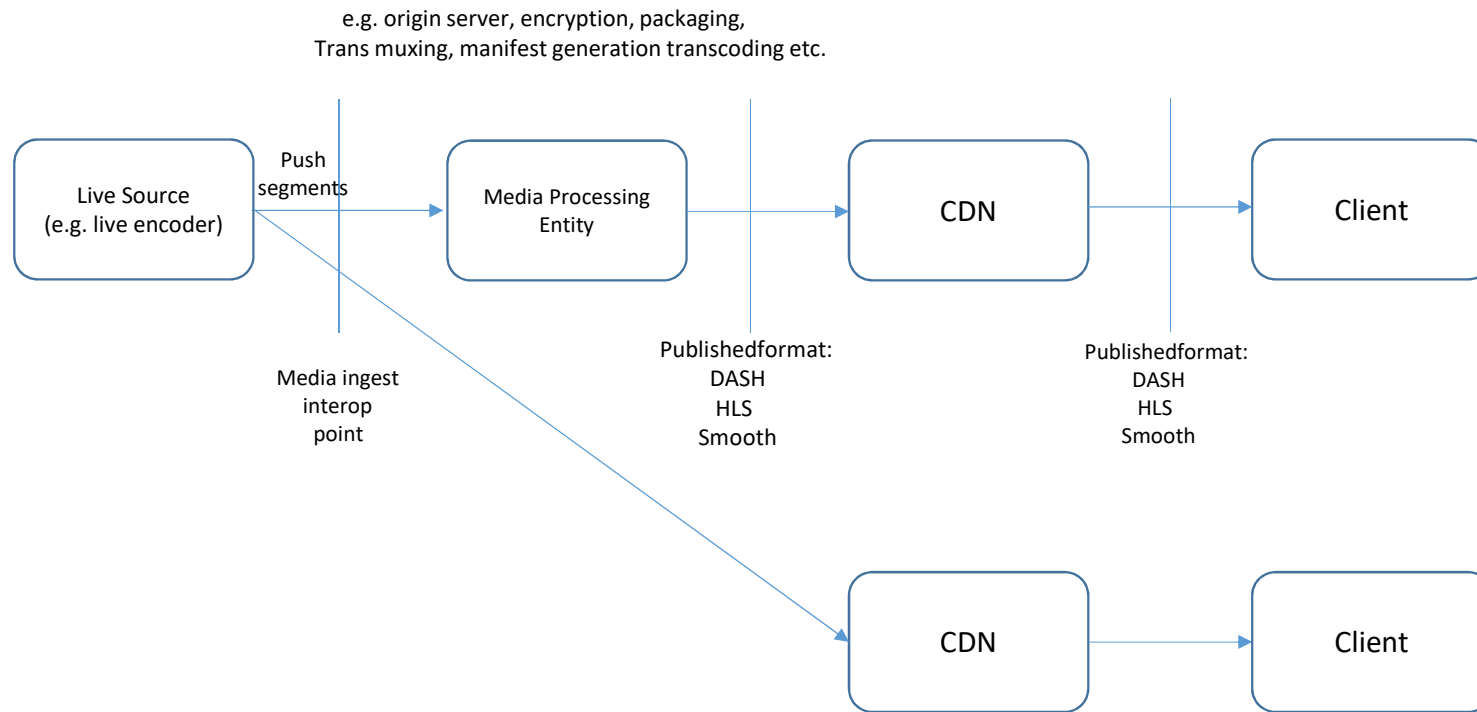 e.g. origin server, encryption, packaging,
Trans muxing, manifest generation transcoding etc.
Live Source
(e.g. live encoder)
Push
segments
Media Processing
Entity
CDN
Client
Media ingest
interop
point
Publishedformat:
DASH
HLS
Smooth
Publishedformat:
DASH
HLS
Smooth
CDN
Client